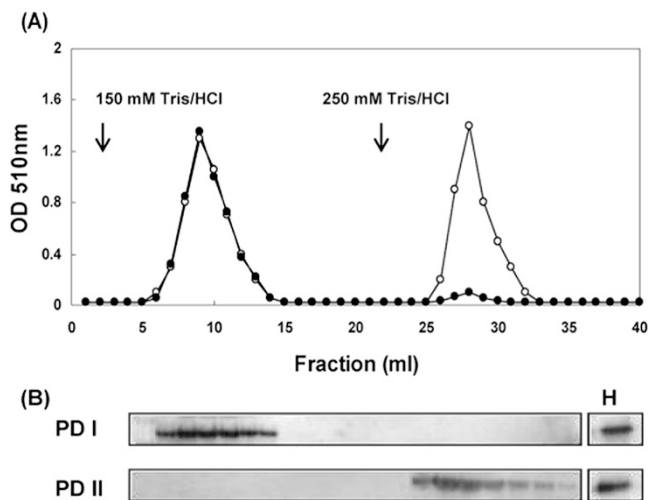 (A)
2
1.6
1.2
0.8
0.4
0
OD 510nm
150 mM Tris/HCl
250 mM Tris/HCl
0 5 10 15 20 25 30 35 40
Fraction (ml)
(B)
H
PD I
PD II